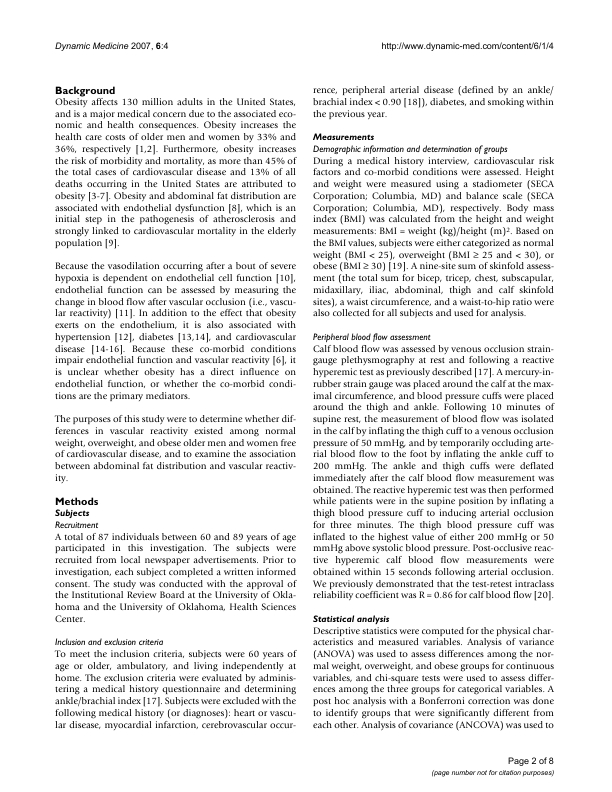 Dynamic Medicine 2007, 6:4
http://www.dynamic-med.com/content/6/1/4
Background
Obesity affects 130 million adults in the United States,
and is a major medical concern due to the associated eco-
nomic and health consequences. Obesity increases the
health care costs of older men and women by 33% and
36%, respectively [1,2]. Furthermore, obesity increases
the risk of morbidity and mortality, as more than 45% of
the total cases of cardiovascular disease and 13% of all
deaths occurring in the United States are attributed to
obesity [3-7]. Obesity and abdominal fat distribution are
associated with endothelial dysfunction [8], which is an
initial step in the pathogenesis of atherosclerosis and
strongly linked to cardiovascular mortality in the elderly
population [9].
Because the vasodilation occurring after a bout of severe
hypoxia is dependent on endothelial cell function [10],
endothelial function can be assessed by measuring the
change in blood flow after vascular occlusion (i.e., vascu-
lar reactivity) [11]. In addition to the effect that obesity
exerts on the endothelium, it is also associated with
hypertension [12], diabetes [13,14], and cardiovascular
disease [14-16]. Because these co-morbid conditions
impair endothelial function and vascular reactivity [6], it
is unclear whether obesity has a direct influence on
endothelial function, or whether the co-morbid condi-
tions are the primary mediators.
The purposes of this study were to determine whether dif-
ferences in vascular reactivity existed among normal
weight, overweight, and obese older men and women free
of cardiovascular disease, and to examine the association
between abdominal fat distribution and vascular reactiv-
ity.
Methods
Subjects
Recruitment
A total of 87 individuals between 60 and 89 years of age
participated in this investigation. The subjects were
recruited from local newspaper advertisements. Prior to
investigation, each subject completed a written informed
consent. The study was conducted with the approval of
the Institutional Review Board at the University of Okla-
homa and the University of Oklahoma, Health Sciences
Center.
Inclusion and exclusion criteria
To meet the inclusion criteria, subjects were 60 years of
age or older, ambulatory, and living independently at
home. The exclusion criteria were evaluated by adminis-
tering a medical history questionnaire and determining
ankle/brachial index [17]. Subjects were excluded with the
following medical history (or diagnoses): heart or vascu-
lar disease, myocardial infarction, cerebrovascular occur-
rence, peripheral arterial disease (defined by an ankle/
brachial index < 0.90 [18]), diabetes, and smoking within
the previous year.
Measurements
Demographic information and determination of groups
During a medical history interview, cardiovascular risk
factors and co-morbid conditions were assessed. Height
and weight were measured using a stadiometer (SECA
Corporation; Columbia, MD) and balance scale (SECA
Corporation; Columbia, MD), respectively. Body mass
index (BMI) was calculated from the height and weight
measurements: BMI = weight (kg)/height (m)². Based on
the BMI values, subjects were either categorized as normal
weight (BMI < 25), overweight (BMI ≥ 25 and < 30), or
obese (BMI ≥ 30) [19]. A nine-site sum of skinfold assess-
ment (the total sum for bicep, tricep, chest, subscapular,
midaxillary, iliac, abdominal, thigh and calf skinfold
sites), a waist circumference, and a waist-to-hip ratio were
also collected for all subjects and used for analysis.
Peripheral blood flow assessment
Calf blood flow was assessed by venous occlusion strain-
gauge plethysmography at rest and following a reactive
hyperemic test as previously described [17]. A mercury-in-
rubber strain gauge was placed around the calf at the max-
imal circumference, and blood pressure cuffs were placed
around the thigh and ankle. Following 10 minutes of
supine rest, the measurement of blood flow was isolated
in the calf by inflating the thigh cuff to a venous occlusion
pressure of 50 mmHg, and by temporarily occluding arte-
rial blood flow to the foot by inflating the ankle cuff to
200 mmHg. The ankle and thigh cuffs were deflated
immediately after the calf blood flow measurement was
obtained. The reactive hyperemic test was then performed
while patients were in the supine position by inflating a
thigh blood pressure cuff to inducing arterial occlusion
for three minutes. The thigh blood pressure cuff was
inflated to the highest value of either 200 mmHg or 50
mmHg above systolic blood pressure. Post-occlusive reac-
tive hyperemic calf blood flow measurements were
obtained within 15 seconds following arterial occlusion.
We previously demonstrated that the test-retest intraclass
reliability coefficient was R = 0.86 for calf blood flow [20].
Statistical analysis
Descriptive statistics were computed for the physical char-
acteristics and measured variables. Analysis of variance
(ANOVA) was used to assess differences among the nor-
mal weight, overweight, and obese groups for continuous
variables, and chi-square tests were used to assess differ-
ences among the three groups for categorical variables. A
post hoc analysis with a Bonferroni correction was done
to identify groups that were significantly different from
each other. Analysis of covariance (ANCOVA) was used to
Page 2 of 8
(page number not for citation purposes)